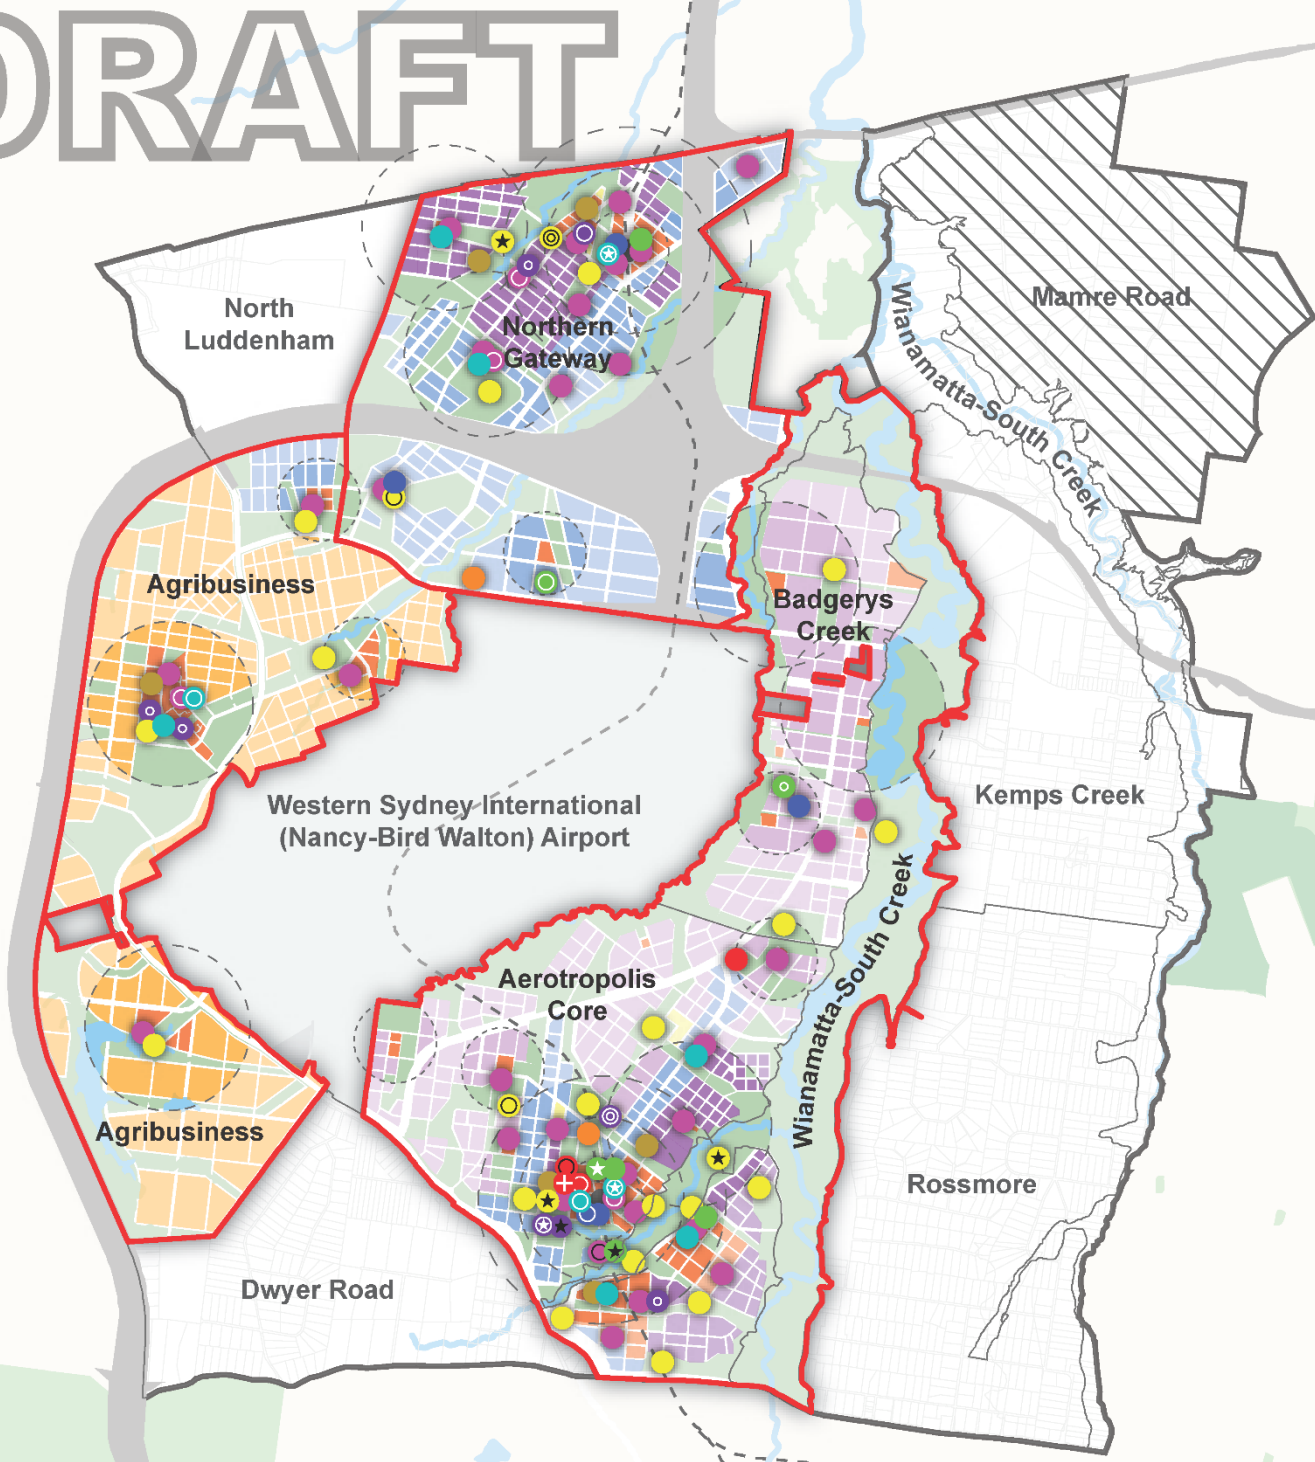 DRAFT
Mamre Road
North
Luddenham
Northern
Gateway
Wianamatta-South Creek
Agribusiness
Badgerys
Creek
Western Sydney International
(Nancy-Bird Walton) Airport
Kemps Creek
Aerotropolis
Core
Wianamatta-South Creek
Agribusiness
Rossmore
Dwyer Road